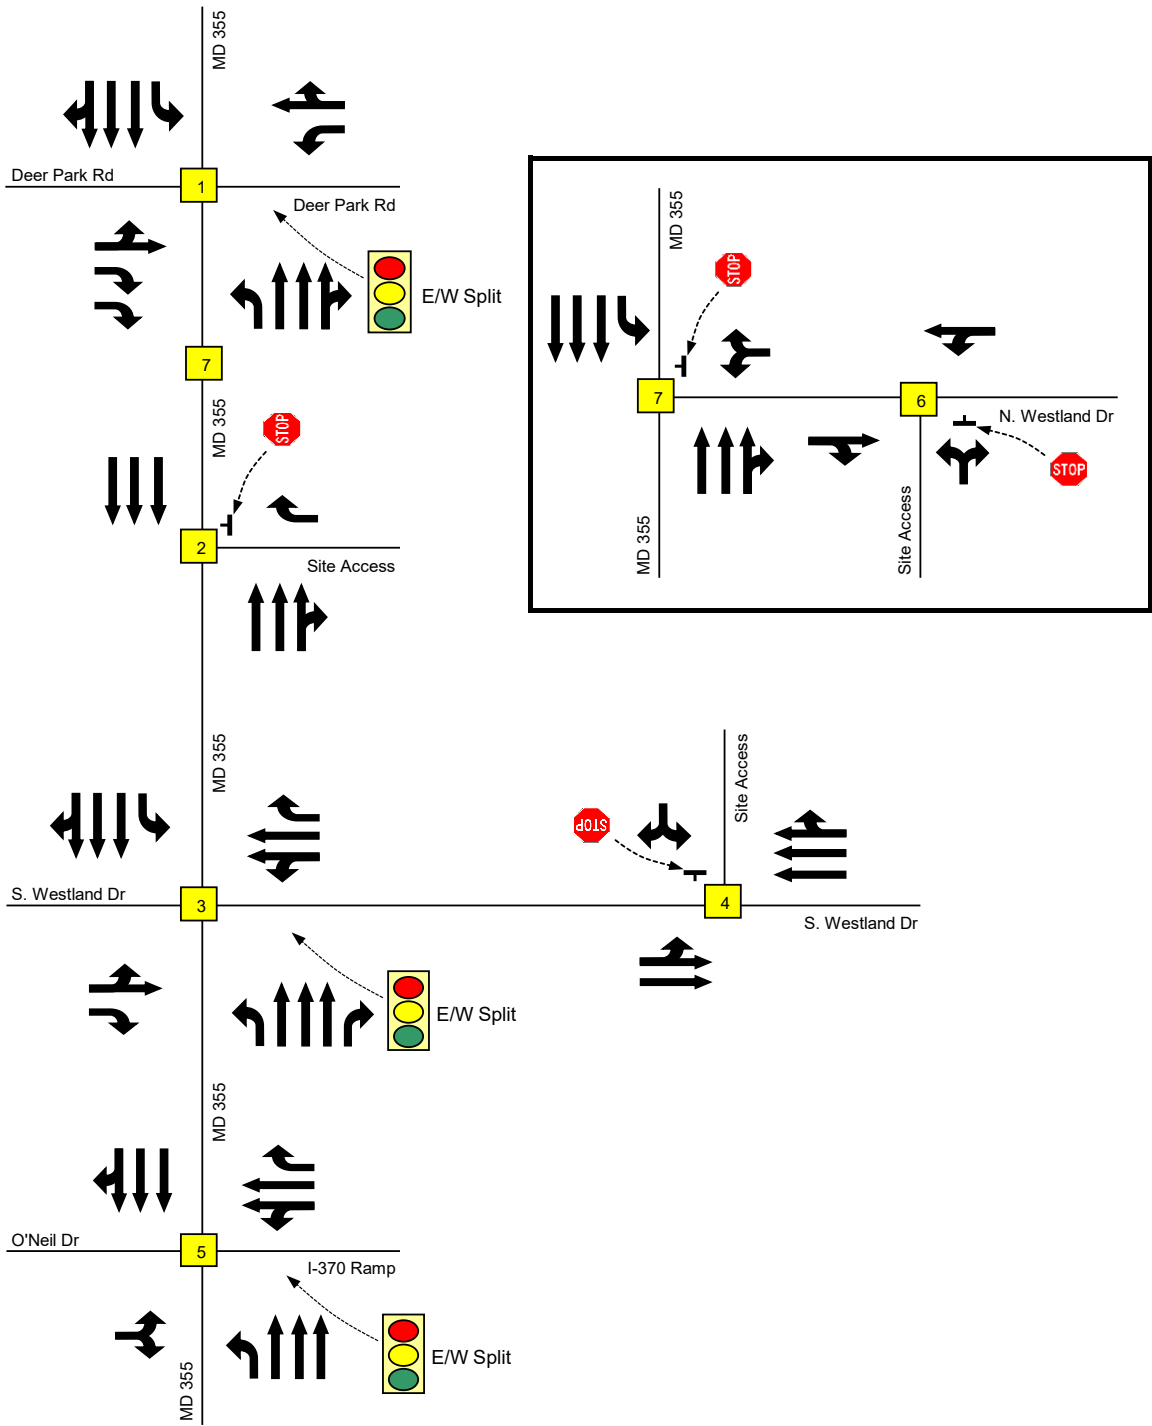 MD 355
Deer Park Rd
1
Deer Park Rd
E/W Split
7
MD 355
STOP
2
Site Access
MD 355
STOP
7
6
N. Westland Dr
STOP
MD 355
Site Access
MD 355
S. Westland Dr
3
STOP
Site Access
4
S. Westland Dr
E/W Split
MD 355
O'Neil Dr
5
I-370 Ramp
E/W Split
MD 355